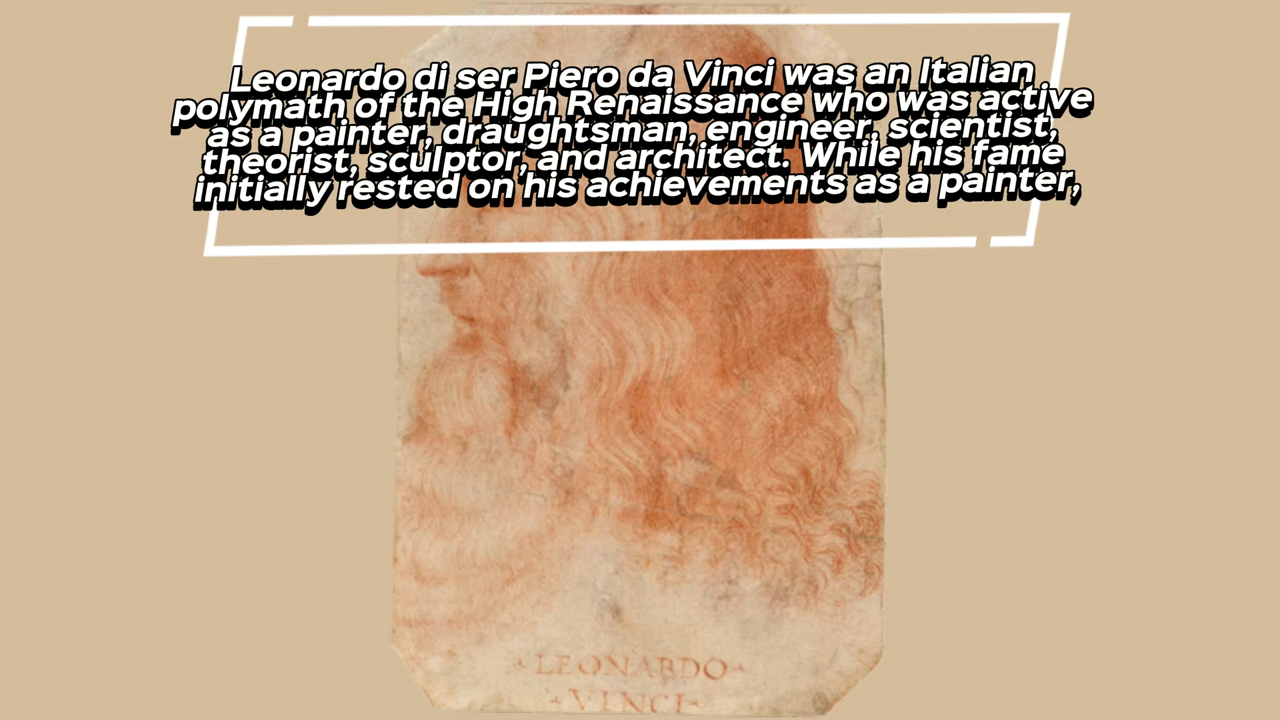 Leonardo di ser Piero da Vinci was an Italian
polymath of the High Renaissance who was active
as a painter, draughtsman, engineer, scientist,
theorist, sculptor, and architect. While his fame
initially rested on his achievements as a painter,
LEONARDO
VINCI